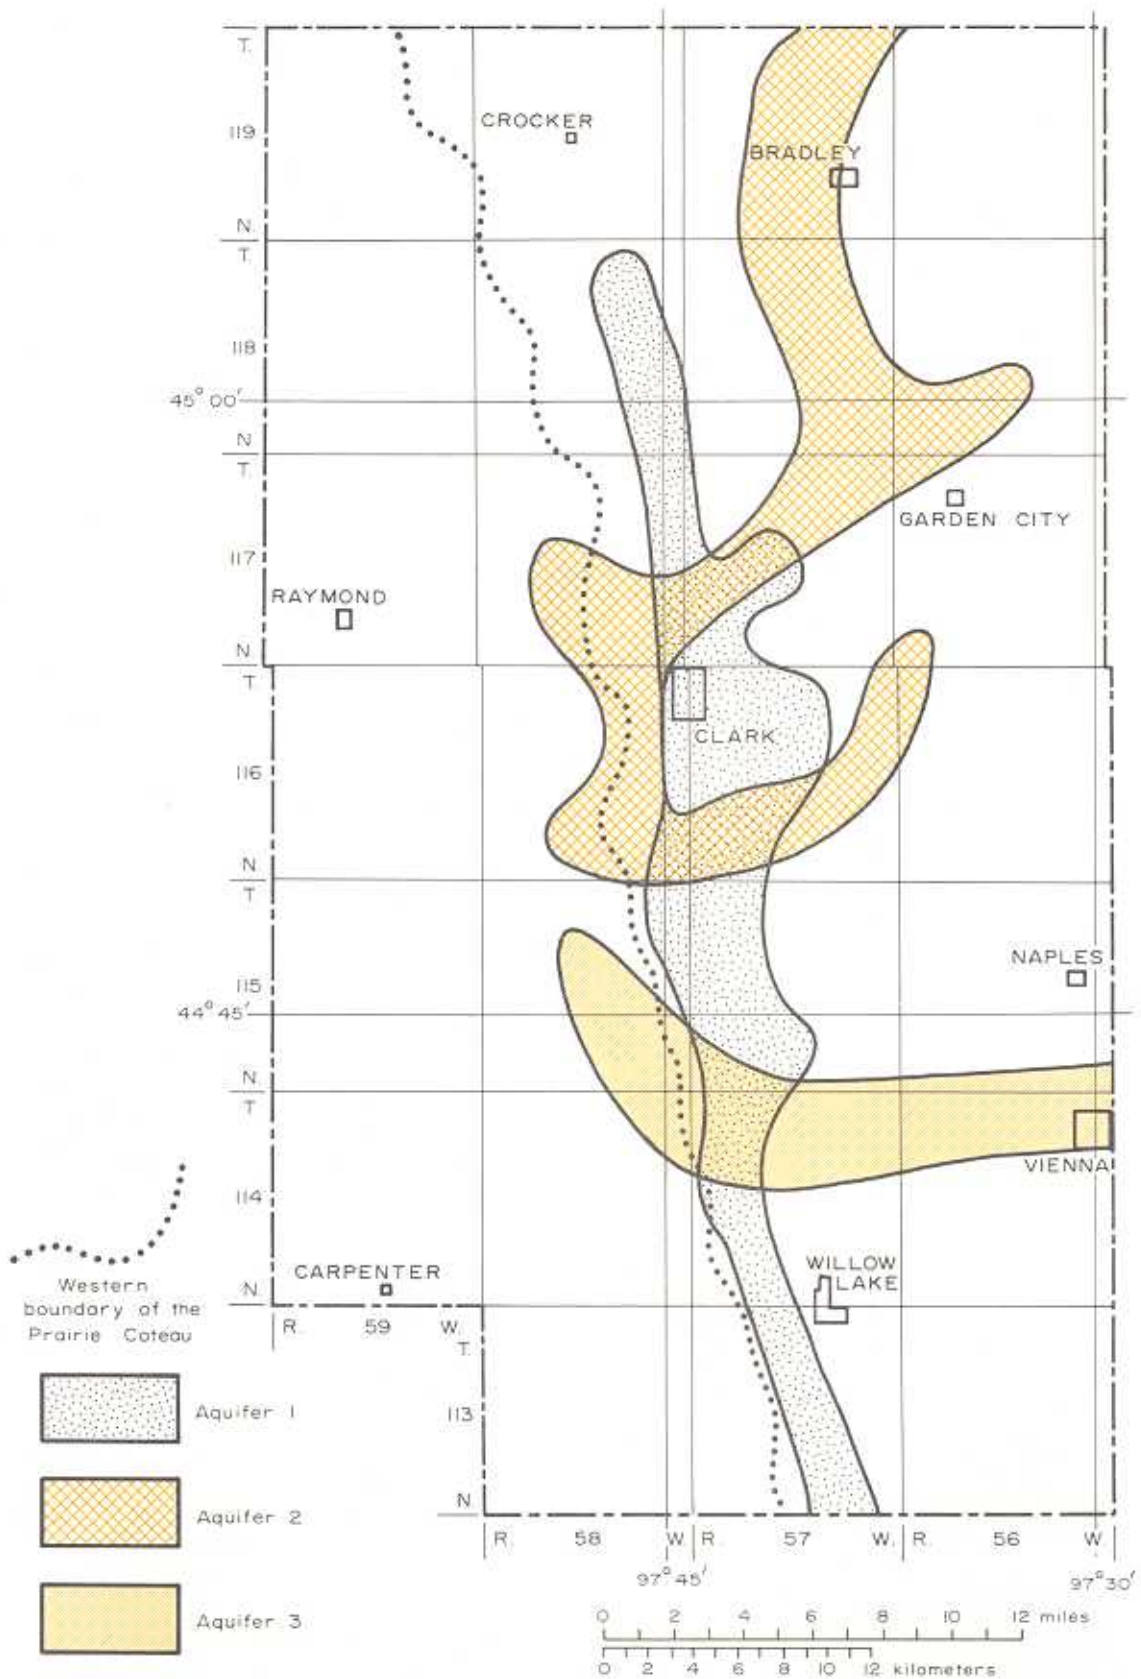 T.
CROCKER
119
BRADLEY
N.
T.
118
45° 00'
N
T.
GARDEN CITY
117
RAYMOND
N
T
CLARK
116
N
T
NAPLES
115
44° 45'
N
T
VIENNA
114
WILLOW
LAKE
CARPENTER
N.
R. 59 W.
T.
Western
boundary of the
Prairie Coteau
Aquifer 1
113
N.
Aquifer 2
R. 58 W. R. 57 W. R. 56 W.
97° 45'
97° 30'
Aquifer 3
0 2 4 6 8 10 12 miles
0 2 4 6 8 10 12 kilometers